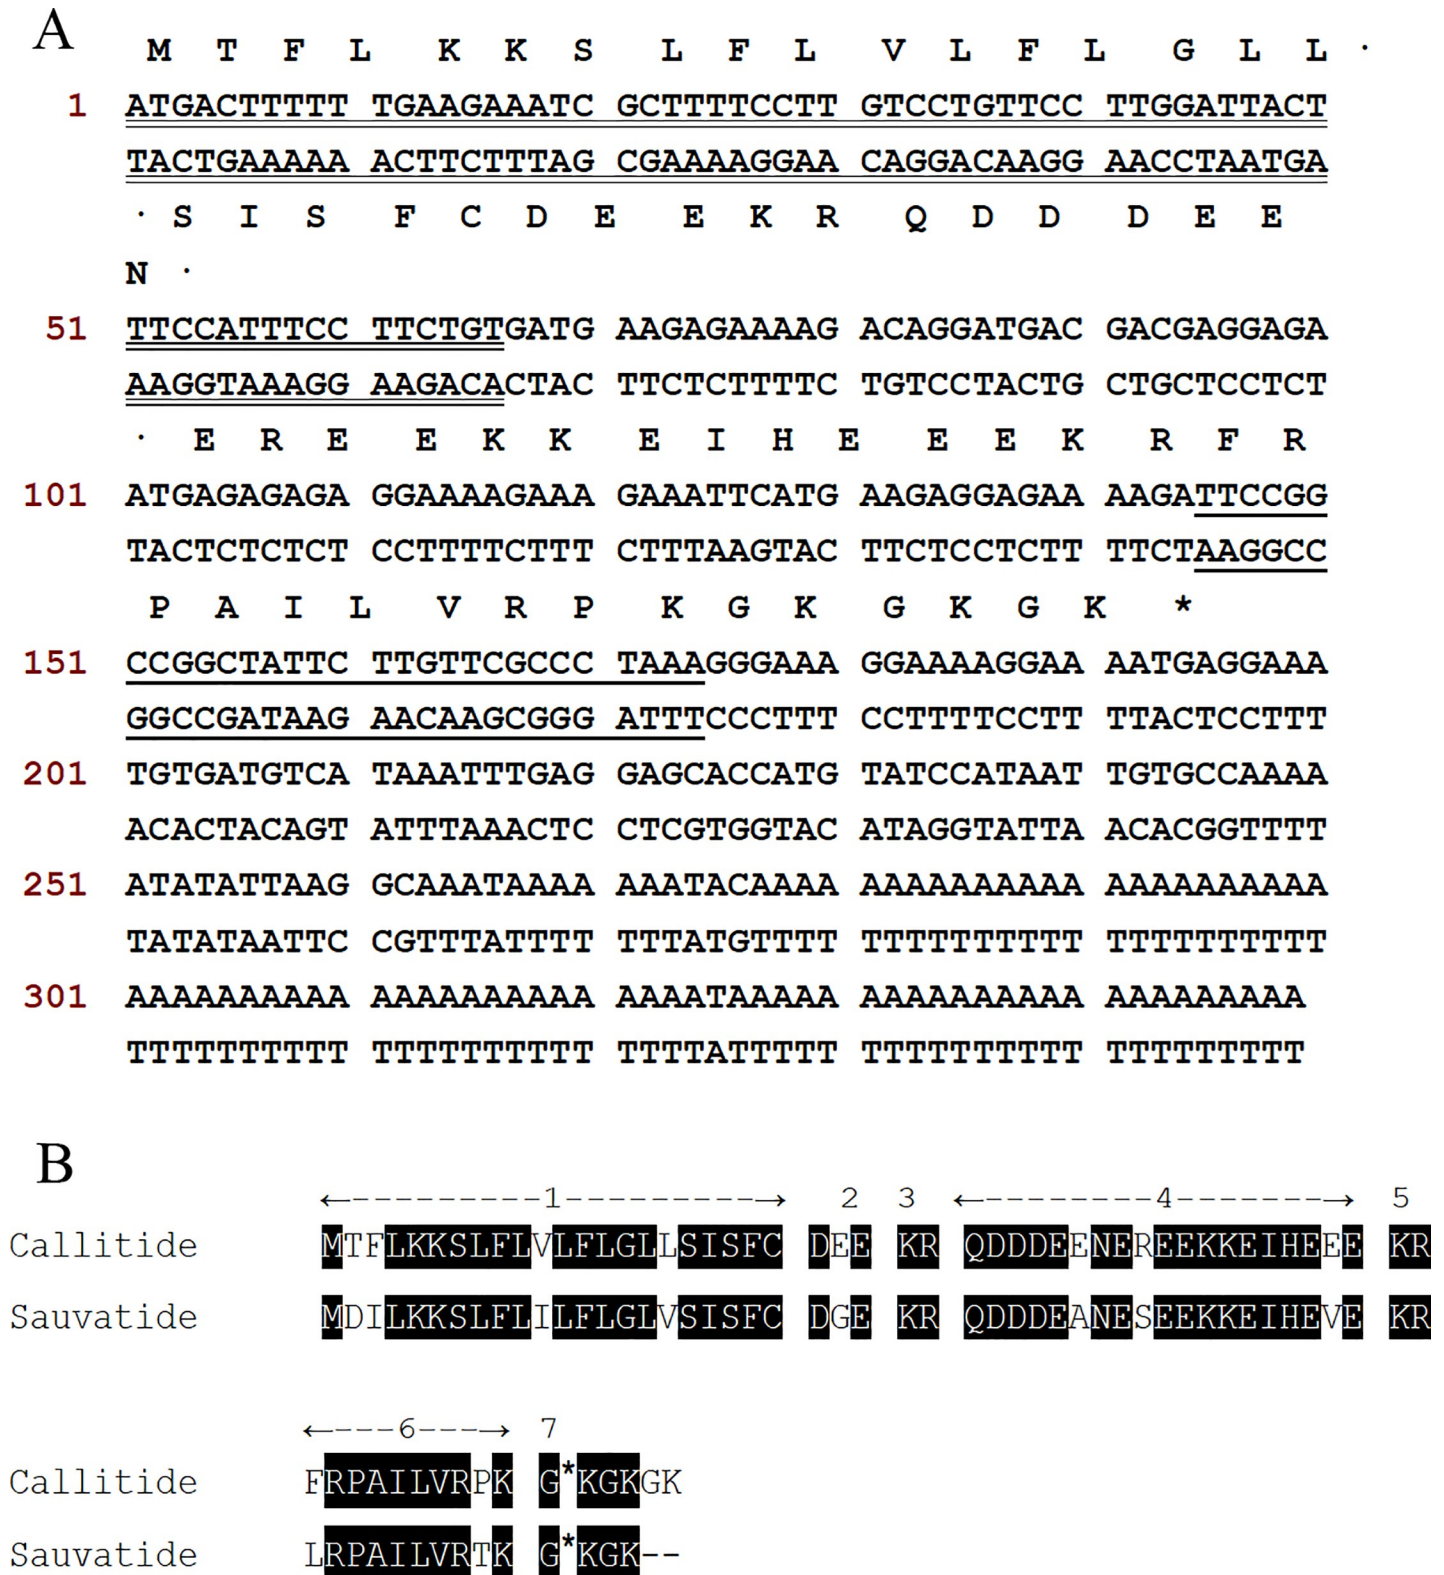 A
M T F L K K S L F L V L F L G L L ·
1 ATGACTTTTT TGAAGAAATC GCTTTTCCTT GTCCTGTTCC TTGGATTACT
TACTGAAAAA ACTTCTTTAG CGAAAAGGAA CAGGACAAGG AACCTAATGA
· S I S F C D E E K R Q D D D E E
N ·
51 TTCCATTTCC TTCTGTGATG AAGAGAAAAG ACAGGATGAC GACGAGGAGA
AAGGTAAAGG AAGACACTAC TTCTCTTTTC TGTCCTACTG CTGCTCCTCT
· E R E E K K E I H E E E K R F R
101 ATGAGAGAGA GGAAAAGAAA GAAATTCATG AAGAGGAGAA AAGATTCCGG
TACTCTCTCT CCTTTTCTTT CTTTAAGTAC TTCTCCTCTT TTCTAAGGCC
P A I L V R P K G K G K G K *
151 CCGGCTATTC TTGTTCGCCC TAAAGGGAAA GGAAAAGGAA AATGAGGAAA
GGCCGATAAG AACAAGCGGG ATTTCCCTTT CCTTTTCCTT TTACTCCTTT
201 TGTGATGTCA TAAATTTGAG GAGCACCATG TATCCATAAT TGTGCCAAAA
ACACTACAGT ATTTAAACTC CTCGTGGTAC ATAGGTATTA ACACGGTTTT
251 ATATATTAAG GCAAATAAAA AAATACAAAA AAAAAAAAAA AAAAAAAAAA
TATATAATTC CGTTTATTTT TTTATGTTTT TTTTTTTTTT TTTTTTTTTT
301 AAAAAAAAAA AAAAAAAAAA AAAATAAAAA AAAAAAAAAA AAAAAAAAA
TTTTTTTTTT TTTTTTTTTT TTTTATTTTT TTTTTTTTTT TTTTTTTTT
B
←---------1---------→ 2 3 ←--------4-------→ 5
Callitide MTFLKKSLFLVLFLGLLSISFC DEE KR QDDDEENEREEKKEIHEEE KR
Sauvatide MDILKKSLFLILFLGLVSISFC DGE KR QDDDEANESEEKKEIHEVE KR
←---6---→ 7
Callitide FRPAILVRPK G*KGKGK
Sauvatide LRPAILVRTK G*KGK--